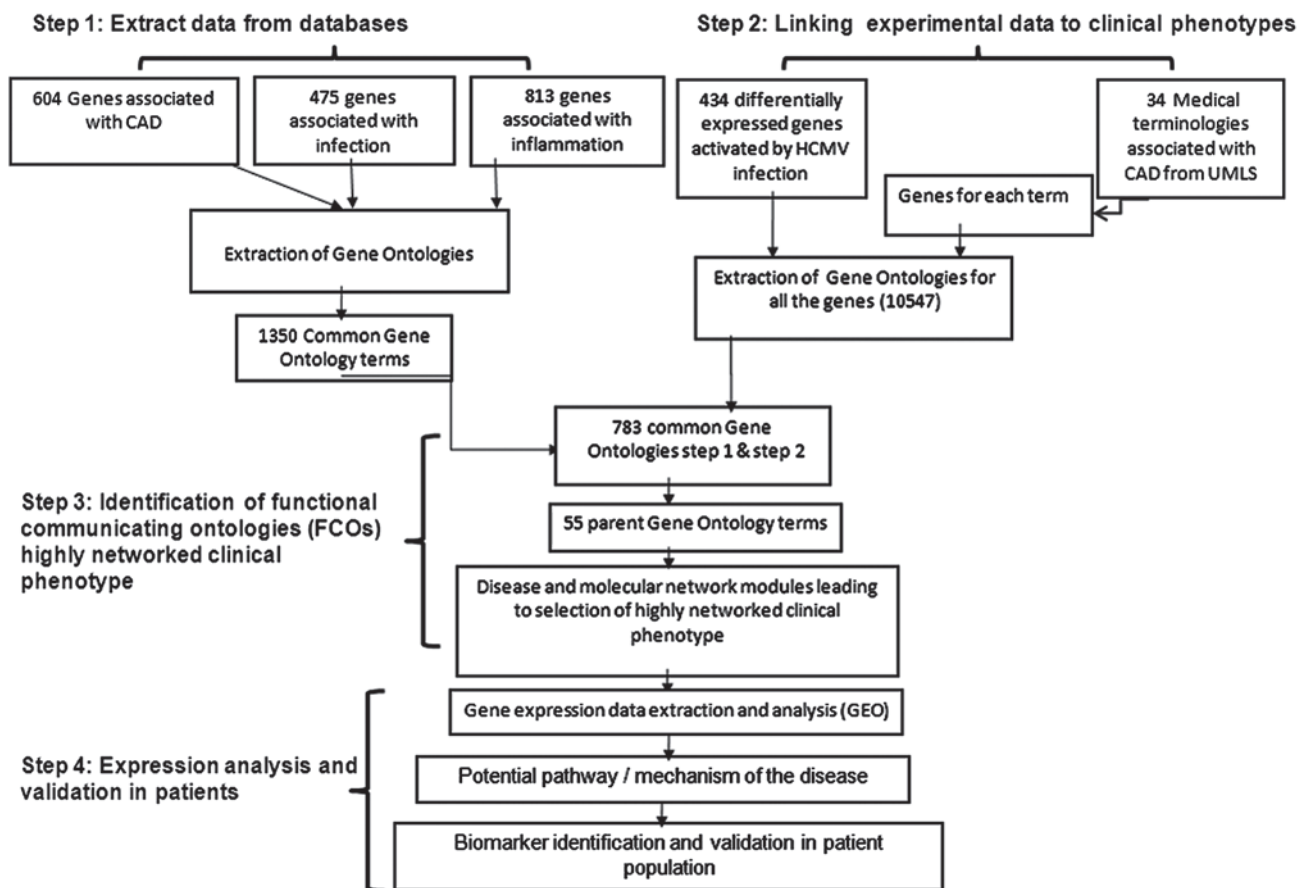 Step 1: Extract data from databases
604 Genes associated
with CAD
475 genes
associated with
infection
813 genes
associated with
inflammation
Extraction of Gene Ontologies
1350 Common Gene
Ontology terms
Step 2: Linking experimental data to clinical phenotypes
434 differentially
expressed genes
activated by HCMV
infection
34 Medical
terminologies
associated with
CAD from UMLS
Genes for each term
Extraction of Gene Ontologies for
all the genes (10547)
Step 3: Identification of functional
communicating ontologies (FCOs)
highly networked clinical
phenotype
783 common Gene
Ontologies step 1 & step 2
55 parent Gene Ontology terms
Disease and molecular network modules leading
to selection of highly networked clinical
phenotype
Step 4: Expression analysis and
validation in patients
Gene expression data extraction and analysis (GEO)
Potential pathway / mechanism of the disease
Biomarker identification and validation in patient
population